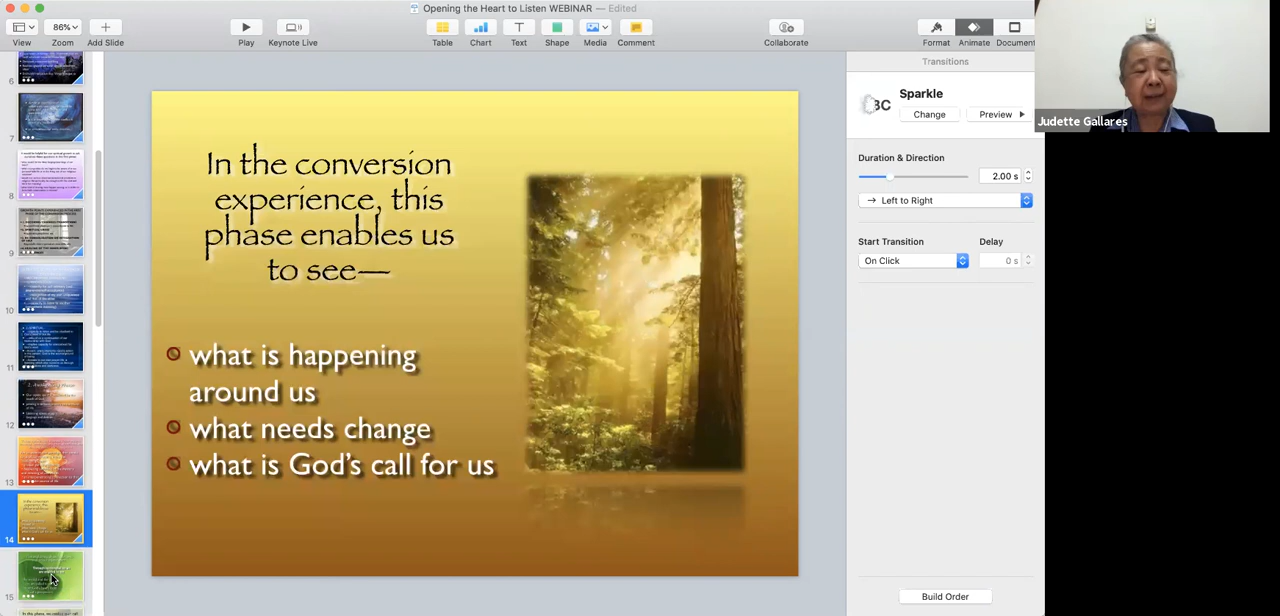 Opening the Heart to Listen WEBINAR — Edited
View
86%
Zoom
Add Slide
Play
Keynote Live
Table
Chart
Text
Shape
Media
Comment
Collaborate
Format
Animate
Document
Transitions
BC
Sparkle
Change
Preview
Duration & Direction
2.00 s
→ Left to Right
Start Transition
Delay
On Click
0 s
Build Order
Judette Gallares
6
7
8
9
10
11
12
13
14
15
In the conversion
experience, this
phase enables us
to see—
what is happening
around us
what needs change
what is God's call for us